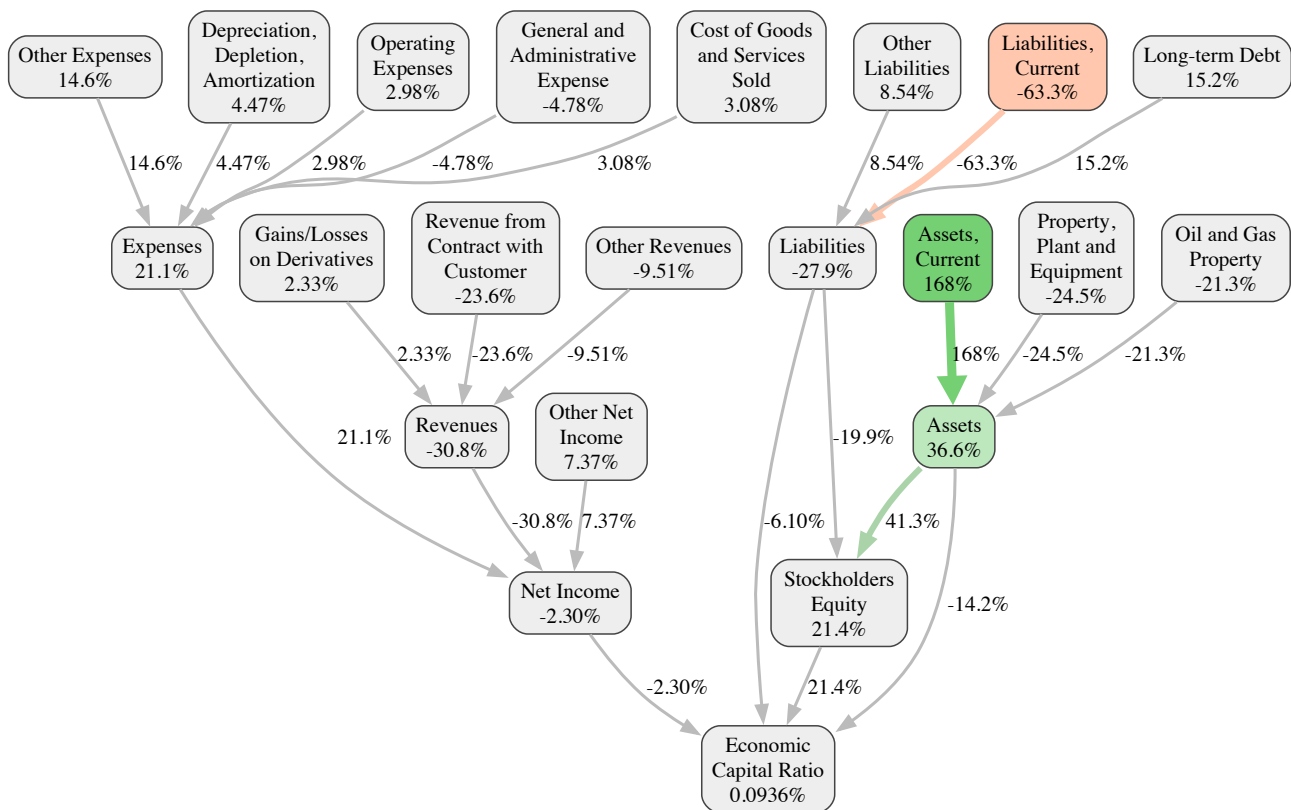 Other Expenses
14.6%
Depreciation,
Depletion,
Amortization
4.47%
Operating
Expenses
2.98%
General and
Administrative
Expense
-4.78%
Cost of Goods
and Services
Sold
3.08%
Other
Liabilities
8.54%
Liabilities,
Current
-63.3%
Long-term Debt
15.2%
14.6%
4.47%
2.98%
-4.78%
3.08%
8.54%
-63.3%
15.2%
Expenses
21.1%
Gains/Losses
on Derivatives
2.33%
Revenue from
Contract with
Customer
-23.6%
Other Revenues
-9.51%
Liabilities
-27.9%
Assets,
Current
168%
Property,
Plant and
Equipment
-24.5%
Oil and Gas
Property
-21.3%
2.33%
-23.6%
-9.51%
168%
-24.5%
-21.3%
Revenues
-30.8%
Other Net
Income
7.37%
Assets
36.6%
21.1%
-19.9%
-30.8%
7.37%
-6.10%
41.3%
Net Income
-2.30%
Stockholders
Equity
21.4%
-14.2%
-2.30%
21.4%
Economic
Capital Ratio
0.0936%